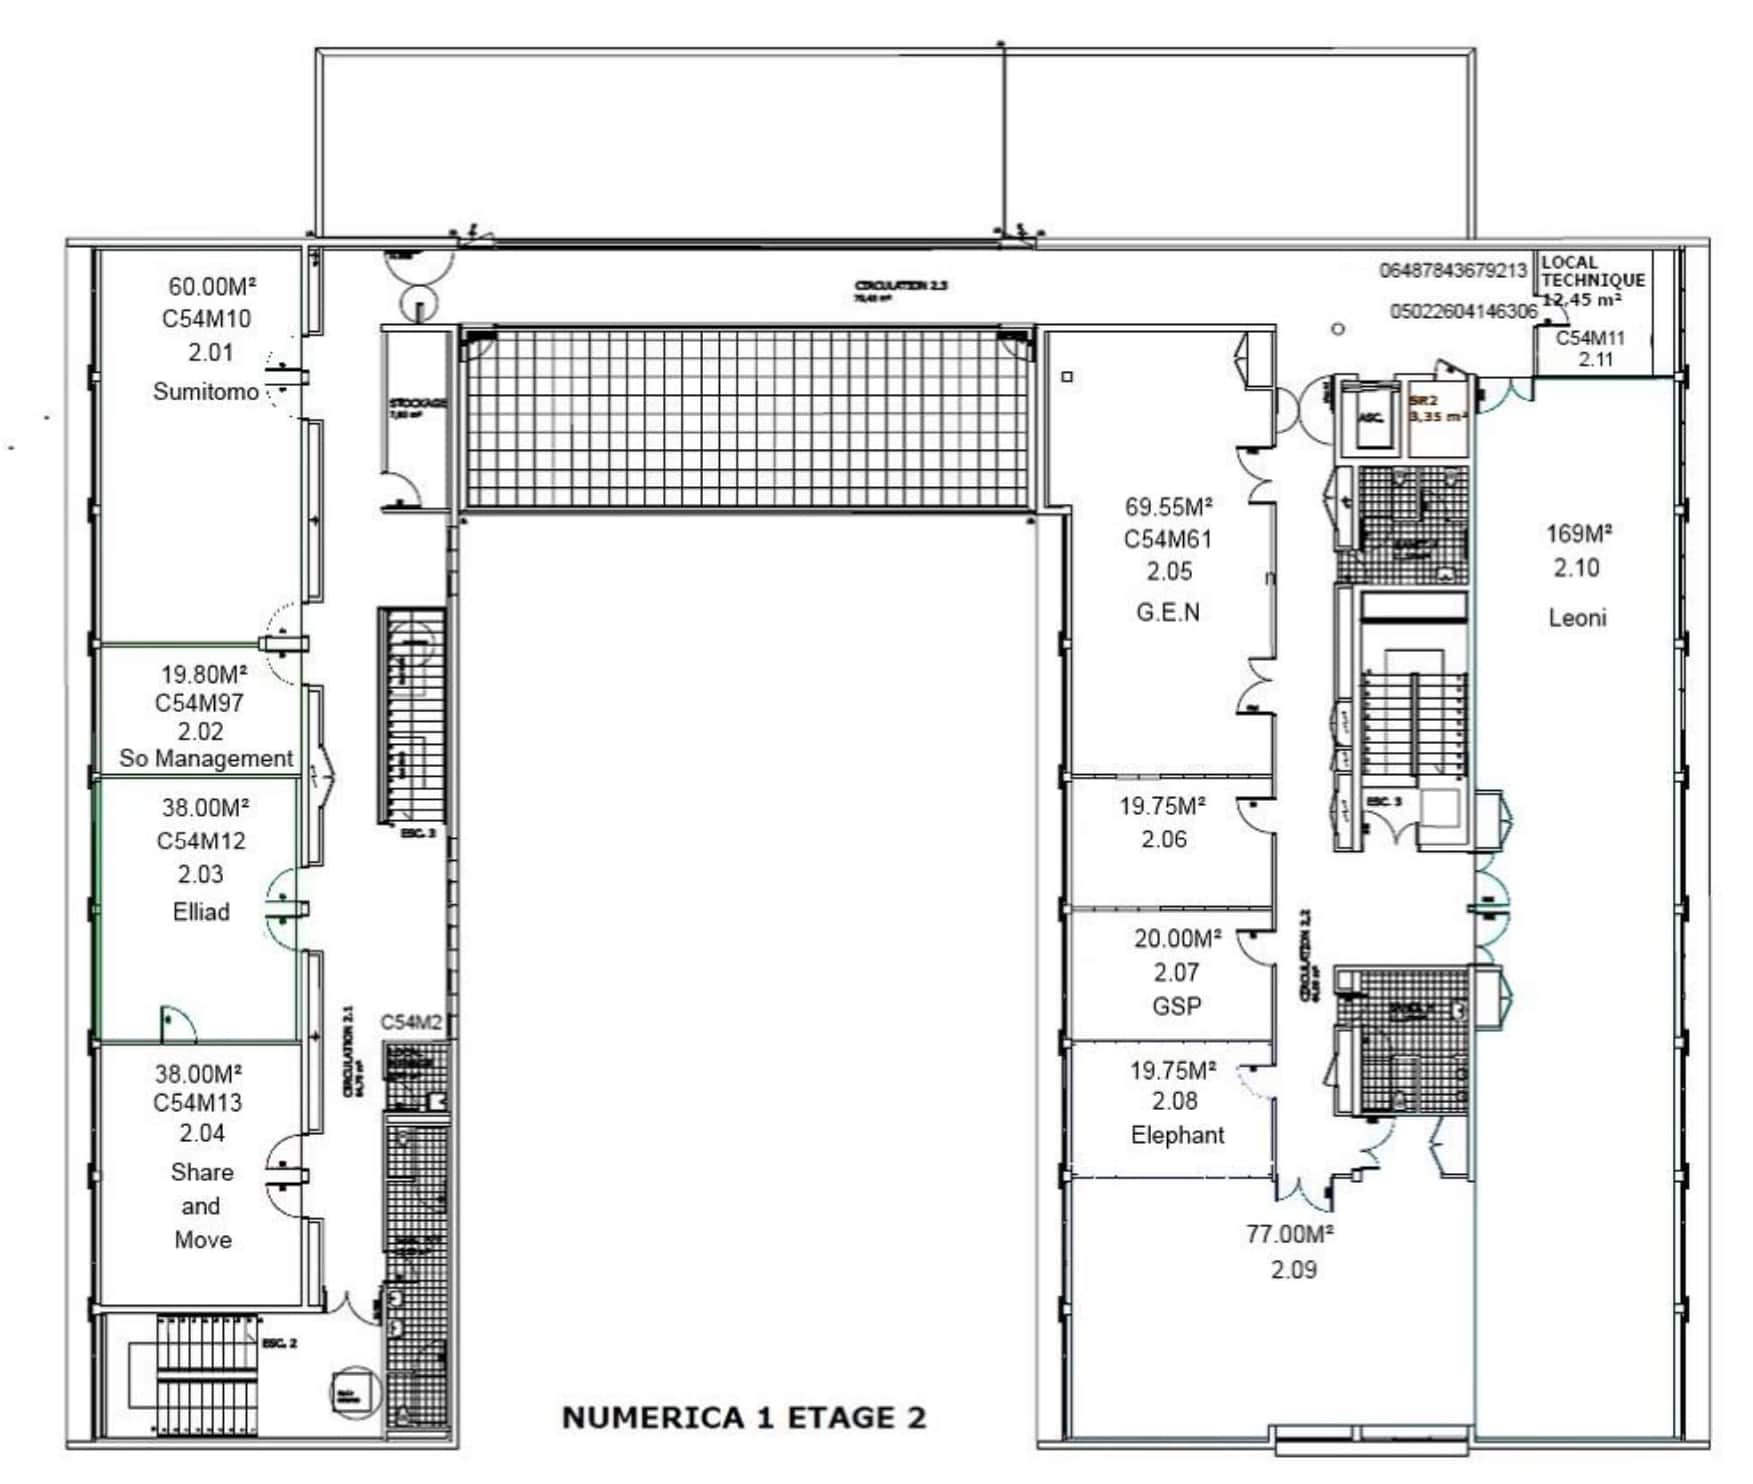 CIRCULATION 2.3
06487843679213
05022604146306
LOCAL
TECHNIQUE
12,45 m²
C54M11
2.11
60.00M²
C54M10
2.01
Sumitomo
STOCKAGE
ASC.
SR2
3,35 m²
69.55M²
C54M61
2.05
G.E.N
169M²
2.10
Leoni
19.80M²
C54M97
2.02
So Management
38.00M²
C54M12
2.03
Elliad
ESC. 3
19.75M²
2.06
ESC. 3
20.00M²
2.07
GSP
CIRCULATION 2.2
CIRCULATION 2.1
C54M2
38.00M²
C54M13
2.04
Share
and
Move
19.75M²
2.08
Elephant
77.00M²
2.09
ESC. 2
NUMERICA 1 ETAGE 2